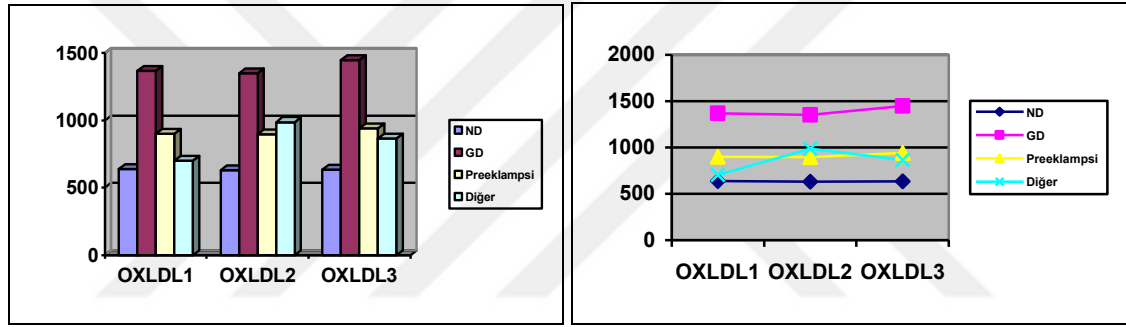 1500
1000
500
0
OXLDL1 OXLDL2 OXLDL3
ND
GD
Preeklampsi
Diğer
2000
1500
1000
500
0
OXLDL1 OXLDL2 OXLDL3
ND
GD
Preeklampsi
Diğer